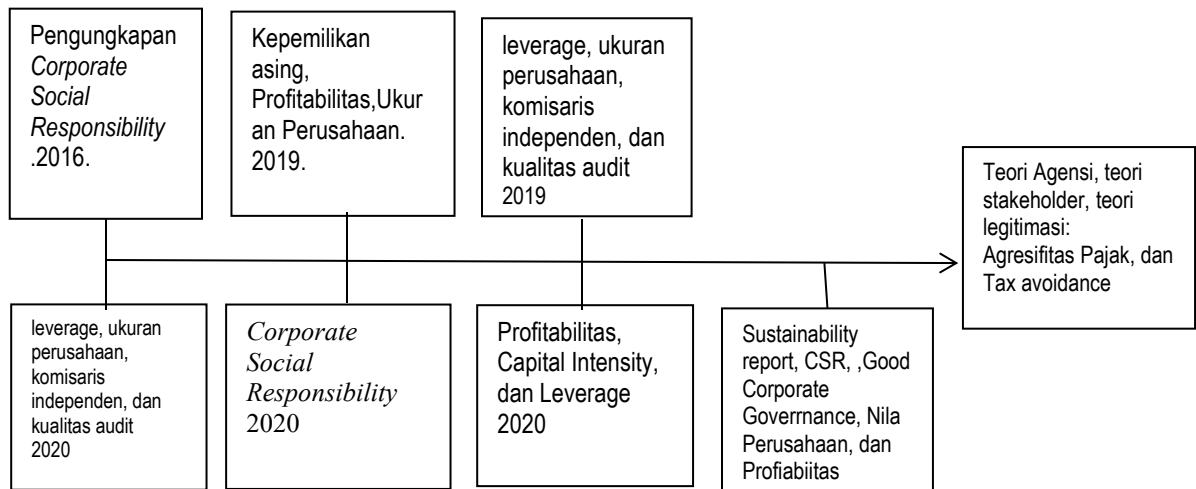 Pengungkapan
Corporate
Social
Responsibility
.2016.
Kepemilikan
asing,
Profitabilitas,Ukur
an Perusahaan.
2019.
leverage, ukuran
perusahaan,
komisaris
independen, dan
kualitas audit
2019
Teori Agensi, teori
stakeholder, teori
legitimasi:
Agresifitas Pajak, dan
Tax avoidance
leverage, ukuran
perusahaan,
komisaris
independen, dan
kualitas audit
2020
Corporate
Social
Responsibility
2020
Profitabilitas,
Capital Intensity,
dan Leverage
2020
Sustainability
report, CSR, ,Good
Corporate
Goverrnance, Nila
Perusahaan, dan
Profiabiitas